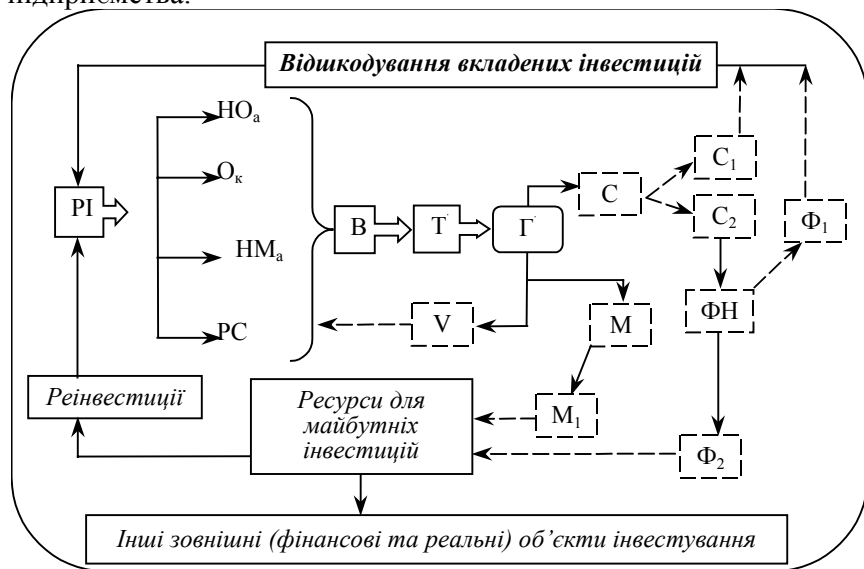 підприємства.
Відшкодування вкладених інвестицій
НОа
Ок
С1
РІ
С
С2
Ф1
В
Т'
Г'
НМа
V
М
ФН
РС
Реінвестиції
Ресурси для
майбутніх
інвестицій
М1
Ф2
Інші зовнішні (фінансові та реальні) об’єкти інвестування